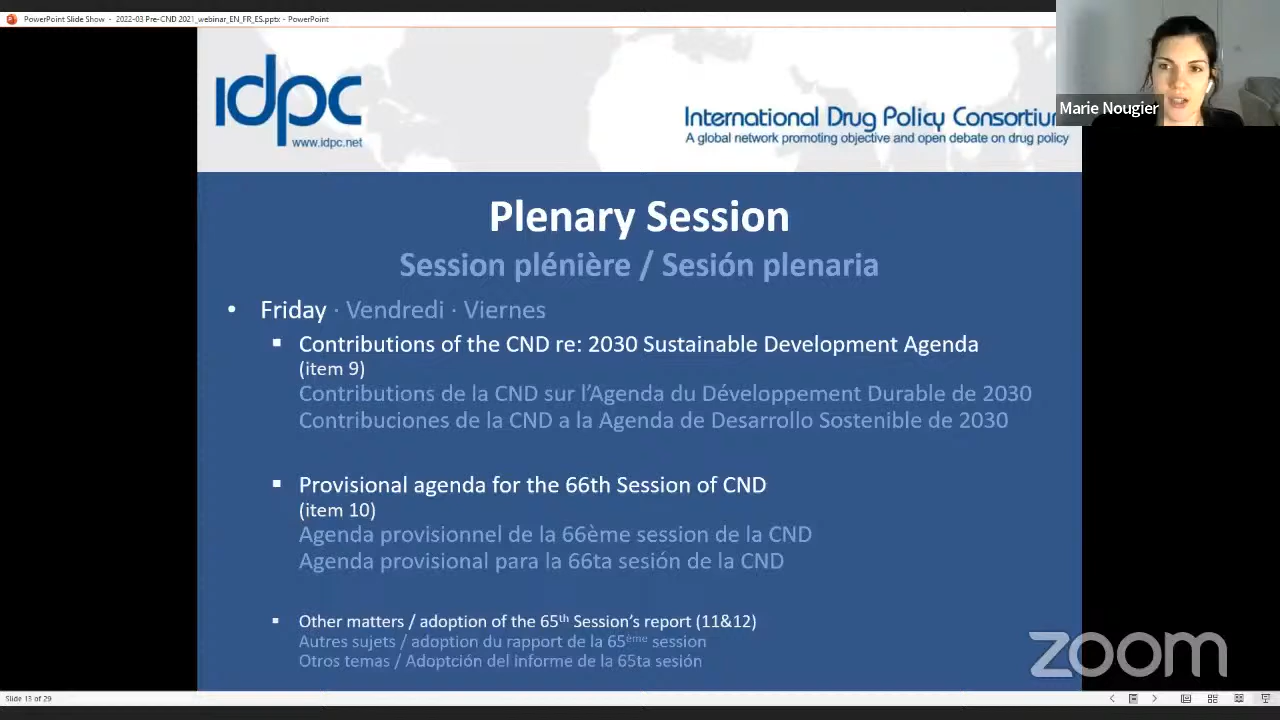 PowerPoint Slide Show - 2022-03 Pre-CND 2021_webinar_EN_FR_ES.pptx - PowerPoint
Marie Nougier
idpc
www.idpc.net
International Drug Policy Consortium
A global network promoting objective and open debate on drug policy
Plenary Session
Session plénière / Sesión plenaria
• Friday · Vendredi · Viernes
▪ Contributions of the CND re: 2030 Sustainable Development Agenda
(item 9)
Contributions de la CND sur l’Agenda du Développement Durable de 2030
Contribuciones de la CND a la Agenda de Desarrollo Sostenible de 2030
▪ Provisional agenda for the 66th Session of CND
(item 10)
Agenda provisionnel de la 66ème session de la CND
Agenda provisional para la 66ta sesión de la CND
▪ Other matters / adoption of the 65th Session’s report (11&12)
Autres sujets / adoption du rapport de la 65ème session
Otros temas / Adoptción del informe de la 65ta sesión
zoom
Slide 13 of 29